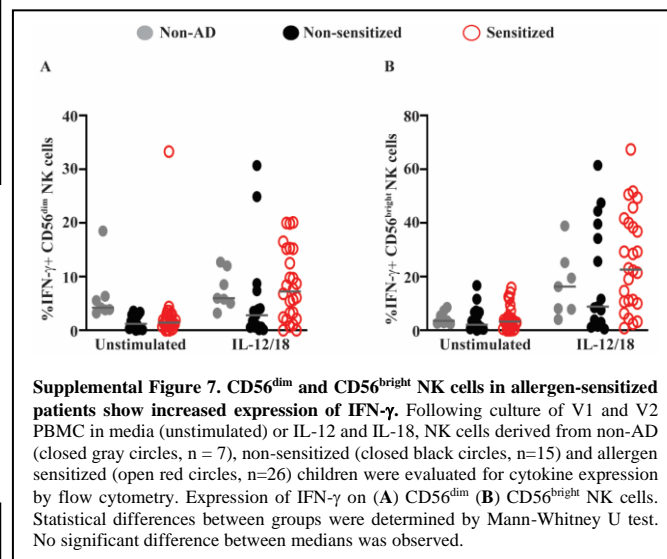 Non-AD Non-sensitized Sensitized
A
B
%IFN-γ+ CD56dim NK cells
40
30
20
10
0
Unstimulated IL-12/18
%IFN-γ+ CD56bright NK cells
80
60
40
20
0
Unstimulated IL-12/18
Supplemental Figure 7. CD56dim and CD56bright NK cells in allergen-sensitized
patients show increased expression of IFN-γ. Following culture of V1 and V2
PBMC in media (unstimulated) or IL-12 and IL-18, NK cells derived from non-AD
(closed gray circles, n = 7), non-sensitized (closed black circles, n=15) and allergen
sensitized (open red circles, n=26) children were evaluated for cytokine expression
by flow cytometry. Expression of IFN-γ on (A) CD56dim (B) CD56bright NK cells.
Statistical differences between groups were determined by Mann-Whitney U test.
No significant difference between medians was observed.